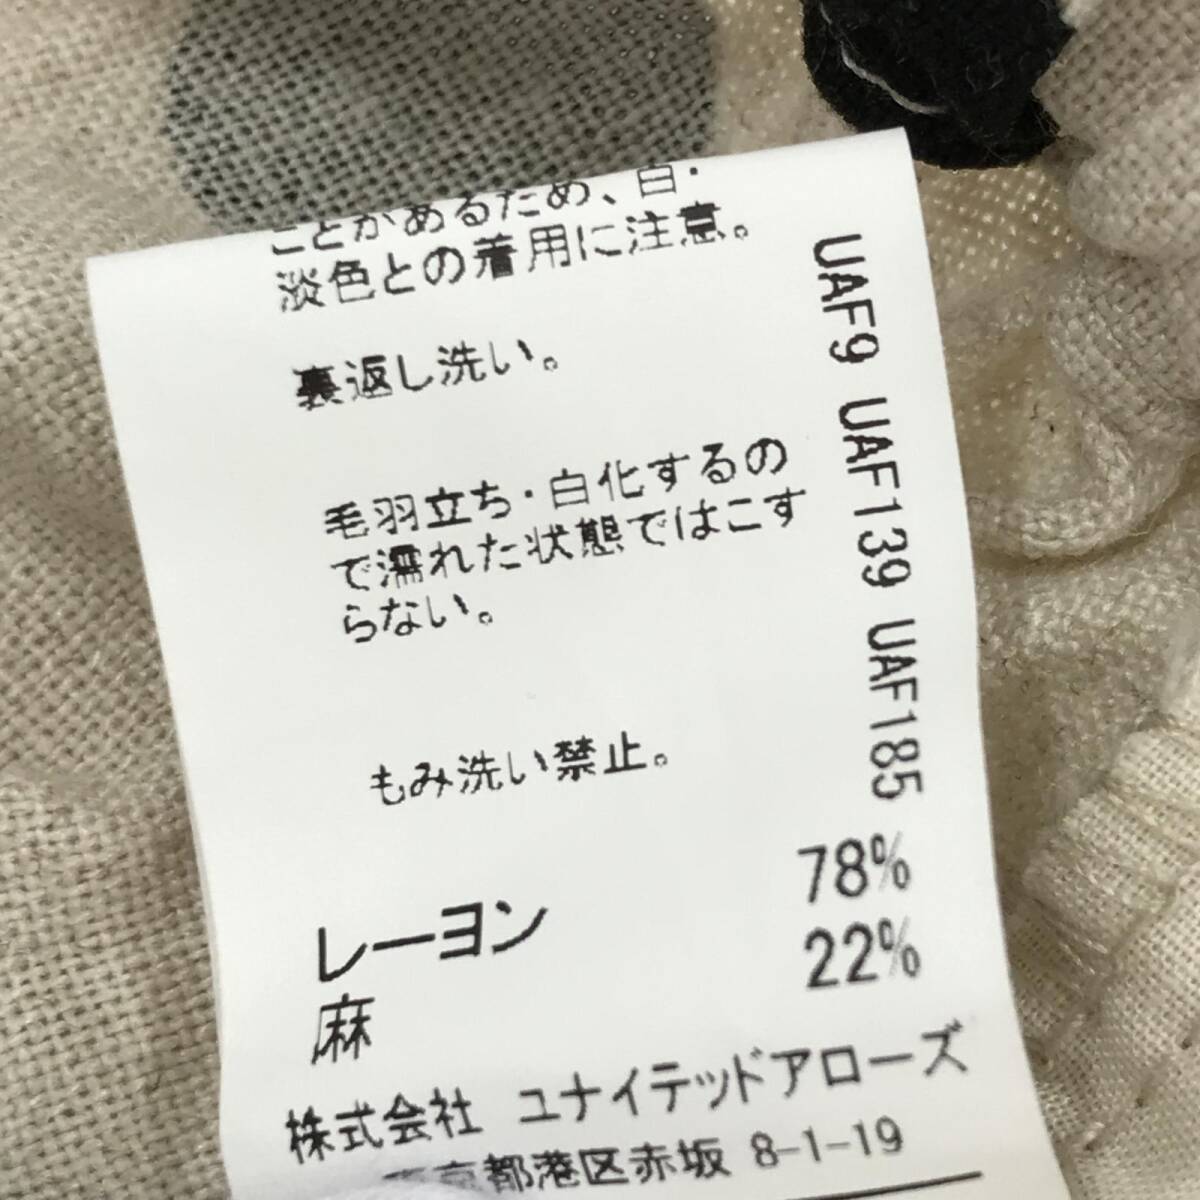 ことがあるため、白・
淡色との着用に注意。
裏返し洗い。
毛羽立ち・白化するの
で濡れた状態ではこす
らない。
もみ洗い禁止。
レーヨン 78%
麻 22%
株式会社 ユナイテッドアローズ
東京都港区赤坂 8-1-19
UAF9 UAF139 UAF185